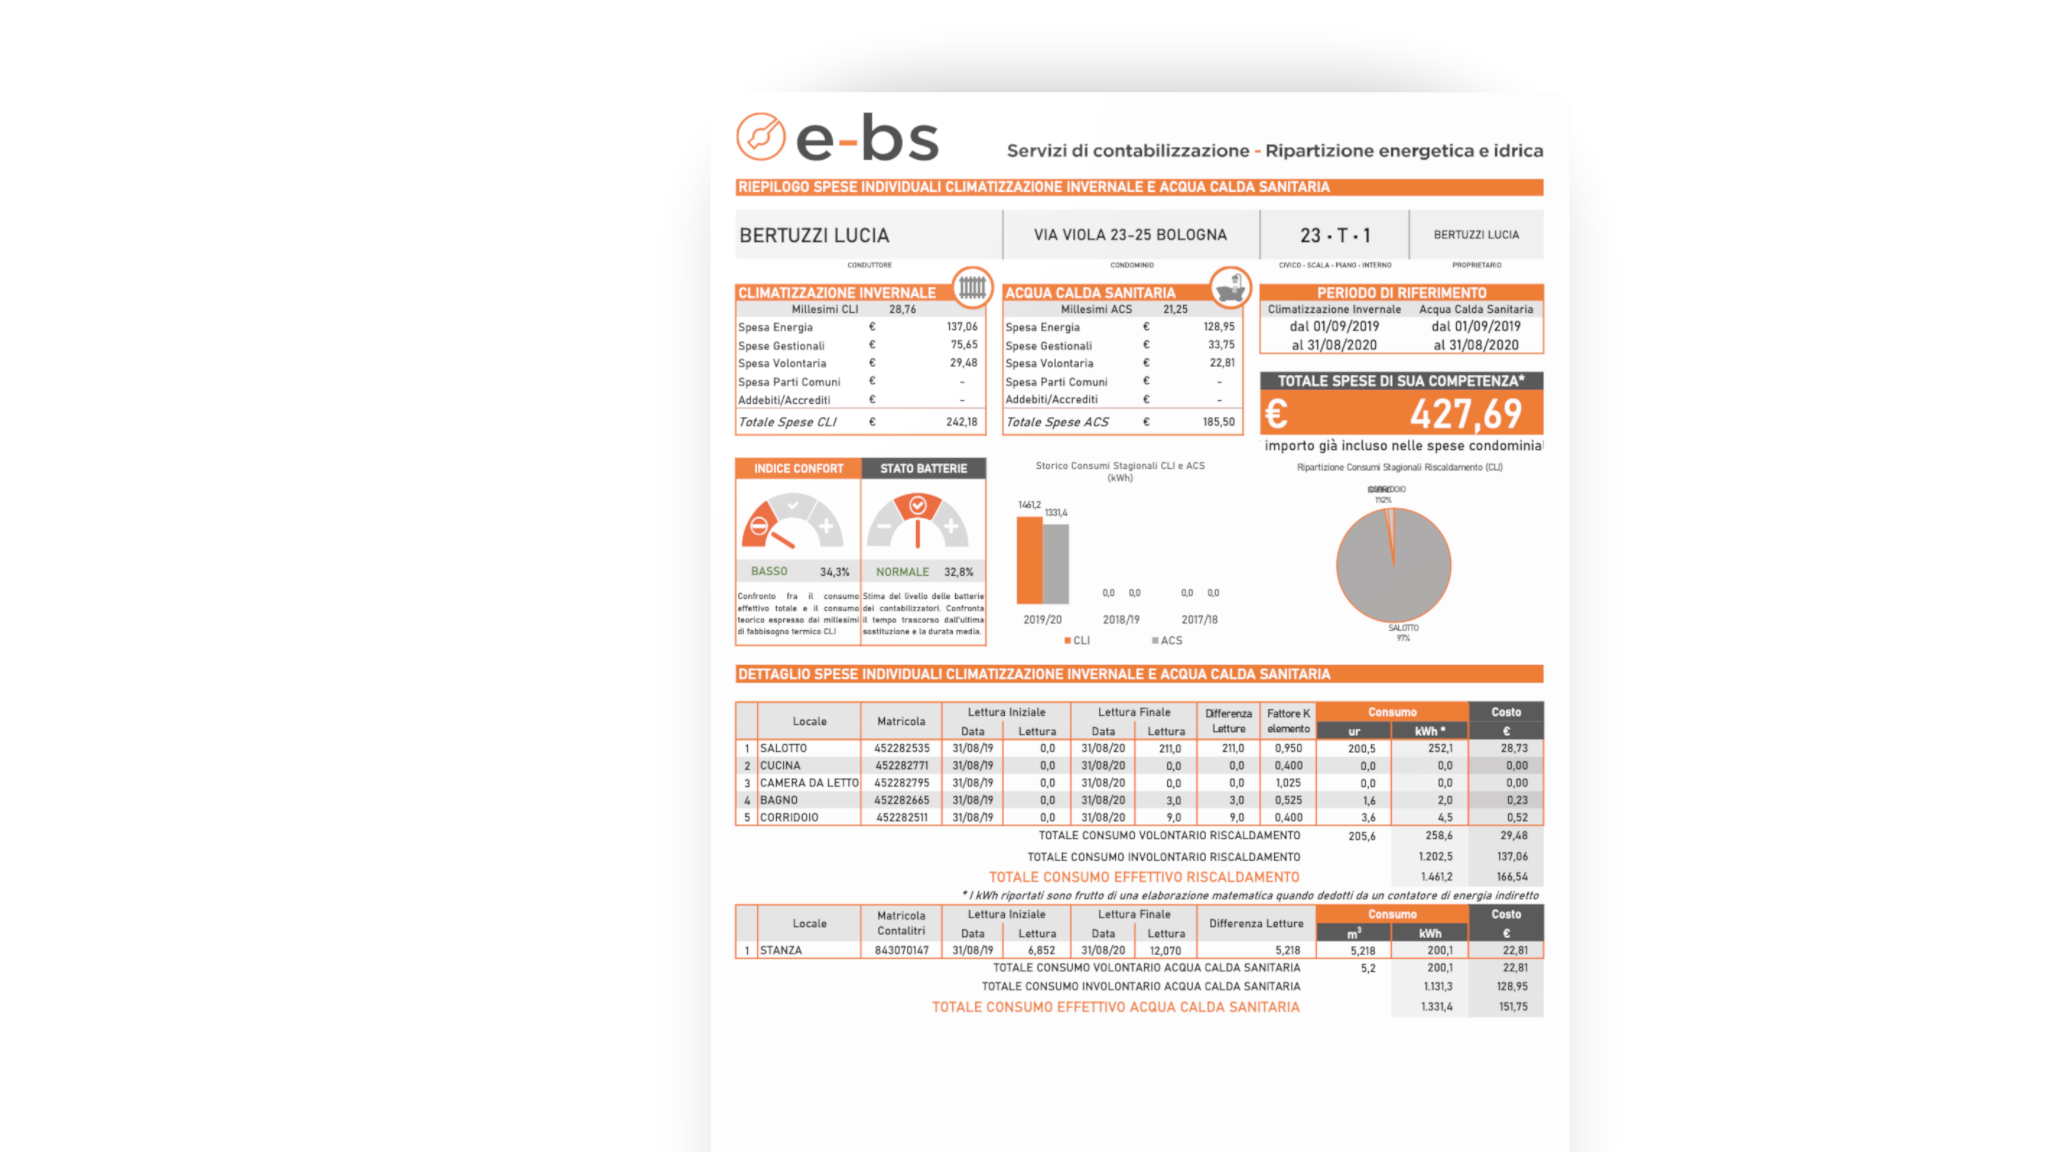 e-bs
Servizi di contabilizzazione - Ripartizione energetica e idrica
RIEPILOGO SPESE INDIVIDUALI CLIMATIZZAZIONE INVERNALE E ACQUA CALDA SANITARIA
BERTUZZI LUCIA VIA VIOLA 23-25 BOLOGNA 23 • T • 1 BERTUZZI LUCIA
CONDUTTORE CONDOMINIO CIVICO - SCALA - PIANO - INTERNO PROPRIETARIO
CLIMATIZZAZIONE INVERNALE
Millesimi CLI 28,76
Spesa Energia € 137,06
Spese Gestionali € 75,65
Spesa Volontaria € 29,48
Spesa Parti Comuni € -
Addebiti/Accrediti € -
Totale Spese CLI € 242,18
ACQUA CALDA SANITARIA
Millesimi ACS 21,25
Spesa Energia € 128,95
Spese Gestionali € 33,75
Spesa Volontaria € 22,81
Spesa Parti Comuni € -
Addebiti/Accrediti € -
Totale Spese ACS € 185,50
PERIODO DI RIFERIMENTO
Climatizzazione Invernale Acqua Calda Sanitaria
dal 01/09/2019 dal 01/09/2019
al 31/08/2020 al 31/08/2020
TOTALE SPESE DI SUA COMPETENZA*
€ 427,69
importo già incluso nelle spese condominial
INDICE CONFORT STATO BATTERIE
BASSO 34,3% NORMALE 32,8%
Confronto fra il consumo
effettivo totale e il consumo
teorico espresso dai millesimi
di fabbisogno termico CLI
Stima del livello delle batterie
dei contabilizzatori. Confronta
il tempo trascorso dall'ultima
sostituzione e la durata media.
Storico Consumi Stagionali CLI e ACS
(kWh)
1461,2 1331,4
0,0 0,0 0,0 0,0
2019/20 2018/19 2017/18
CLI ACS
Ripartizione Consumi Stagionali Riscaldamento (CLI)
SALOTTO
97%
DETTAGLIO SPESE INDIVIDUALI CLIMATIZZAZIONE INVERNALE E ACQUA CALDA SANITARIA
Locale Matricola Lettura Iniziale Lettura Finale Differenza Letture Fattore K elemento Consumo Costo
Data Lettura Data Lettura ur kWh * €
1 SALOTTO 452282535 31/08/19 0,0 31/08/20 211,0 211,0 0,950 200,5 252,1 28,73
2 CUCINA 452282771 31/08/19 0,0 31/08/20 0,0 0,0 0,400 0,0 0,0 0,00
3 CAMERA DA LETTO 452282795 31/08/19 0,0 31/08/20 0,0 0,0 1,025 0,0 0,0 0,00
4 BAGNO 452282665 31/08/19 0,0 31/08/20 3,0 3,0 0,525 1,6 2,0 0,23
5 CORRIDOIO 452282511 31/08/19 0,0 31/08/20 9,0 9,0 0,400 3,6 4,5 0,52
TOTALE CONSUMO VOLONTARIO RISCALDAMENTO 205,6 258,6 29,48
TOTALE CONSUMO INVOLONTARIO RISCALDAMENTO 1.202,5 137,06
TOTALE CONSUMO EFFETTIVO RISCALDAMENTO 1.461,2 166,54
* I kWh riportati sono frutto di una elaborazione matematica quando dedotti da un contatore di energia indiretto
Locale Matricola Contalitri Lettura Iniziale Lettura Finale Differenza Letture Consumo Costo
Data Lettura Data Lettura m³ kWh €
1 STANZA 843070147 31/08/19 6,852 31/08/20 12,070 5,218 5,218 200,1 22,81
TOTALE CONSUMO VOLONTARIO ACQUA CALDA SANITARIA 5,2 200,1 22,81
TOTALE CONSUMO INVOLONTARIO ACQUA CALDA SANITARIA 1.131,3 128,95
TOTALE CONSUMO EFFETTIVO ACQUA CALDA SANITARIA 1.331,4 151,75